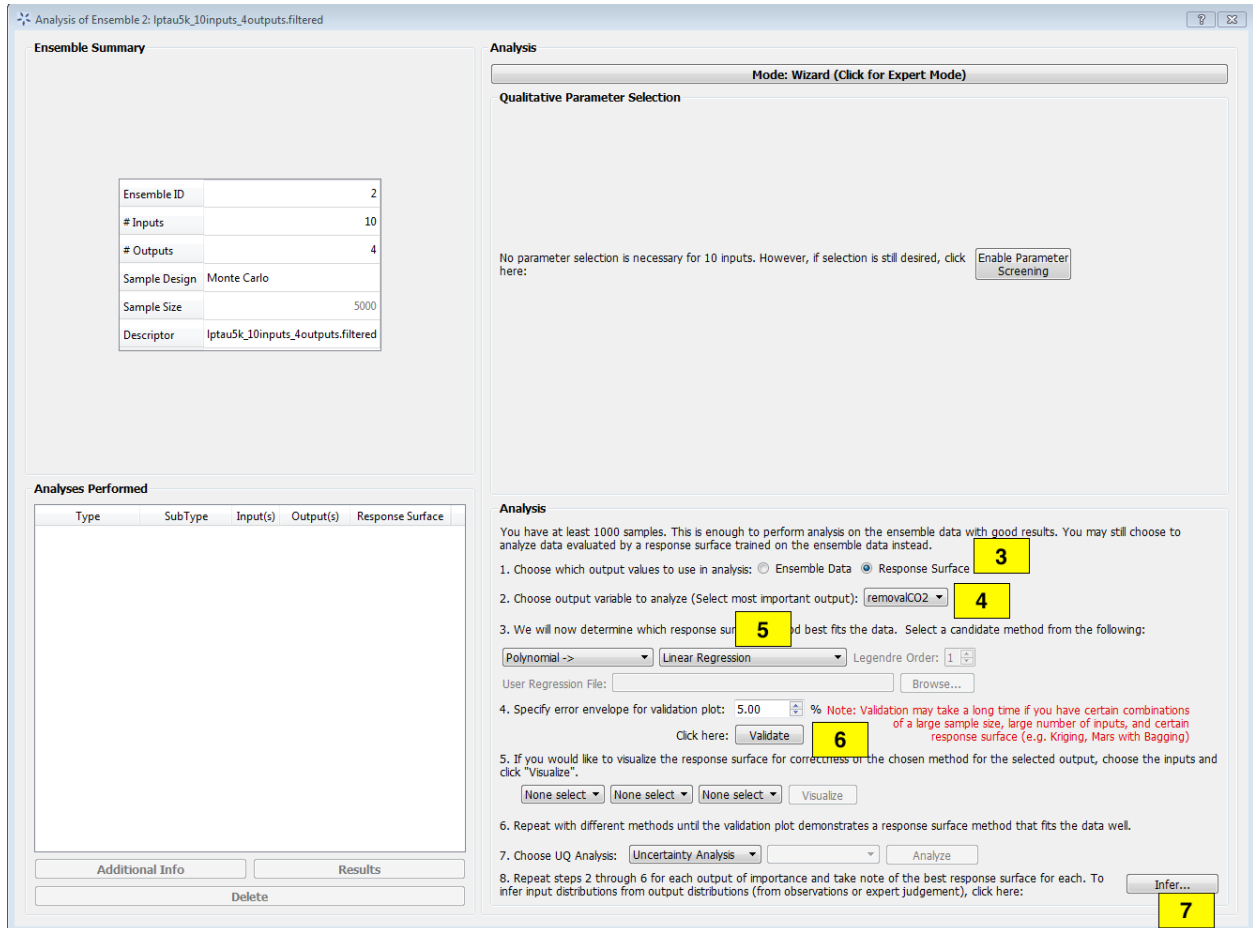 Analysis of Ensemble 2: lptau5k_10inputs_4outputs.filtered
Ensemble Summary
Ensemble ID 2
# Inputs 10
# Outputs 4
Sample Design Monte Carlo
Sample Size 5000
Descriptor lptau5k_10inputs_4outputs.filtered
Analyses Performed
Type SubType Input(s) Output(s) Response Surface
Additional Info Results
Delete
Analysis
Mode: Wizard (Click for Expert Mode)
Qualitative Parameter Selection
No parameter selection is necessary for 10 inputs. However, if selection is still desired, click
here:
Enable Parameter
Screening
Analysis
You have at least 1000 samples. This is enough to perform analysis on the ensemble data with good results. You may still choose to
analyze data evaluated by a response surface trained on the ensemble data instead.
3
1. Choose which output values to use in analysis: Ensemble Data Response Surface
2. Choose output variable to analyze (Select most important output): removalCO2
4
3. We will now determine which response best fits the data. Select a candidate method from the following:
5
Polynomial -> Linear Regression Legendre Order: 1
User Regression File: Browse...
4. Specify error envelope for validation plot: 5.00 % Note: Validation may take a long time if you have certain combinations
of a large sample size, large number of inputs, and certain
response surface (e.g. Kriging, Mars with Bagging)
Click here: Validate
6
5. If you would like to visualize the response surface for correctness of the chosen method for the selected output, choose the inputs and
click "Visualize".
None select None select None select Visualize
6. Repeat with different methods until the validation plot demonstrates a response surface method that fits the data well.
7. Choose UQ Analysis: Uncertainty Analysis Analyze
8. Repeat steps 2 through 6 for each output of importance and take note of the best response surface for each. To
infer input distributions from output distributions (from observations or expert judgement), click here:
Infer...
7